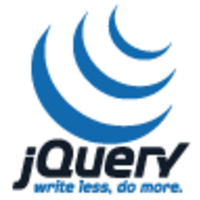 jQuery
write less, do more.